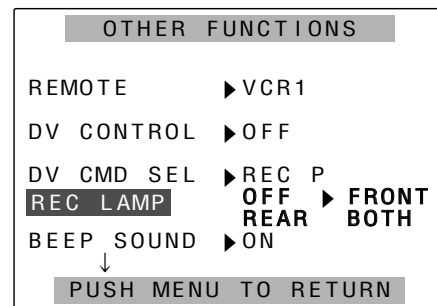 OTHER FUNCTIONS
REMOTE ▶VCR1
DV CONTROL ▶OFF
DV CMD SEL ▶REC P
REC LAMP OFF ▶ FRONT
REAR BOTH
BEEP SOUND ▶ON
↓
PUSH MENU TO RETURN